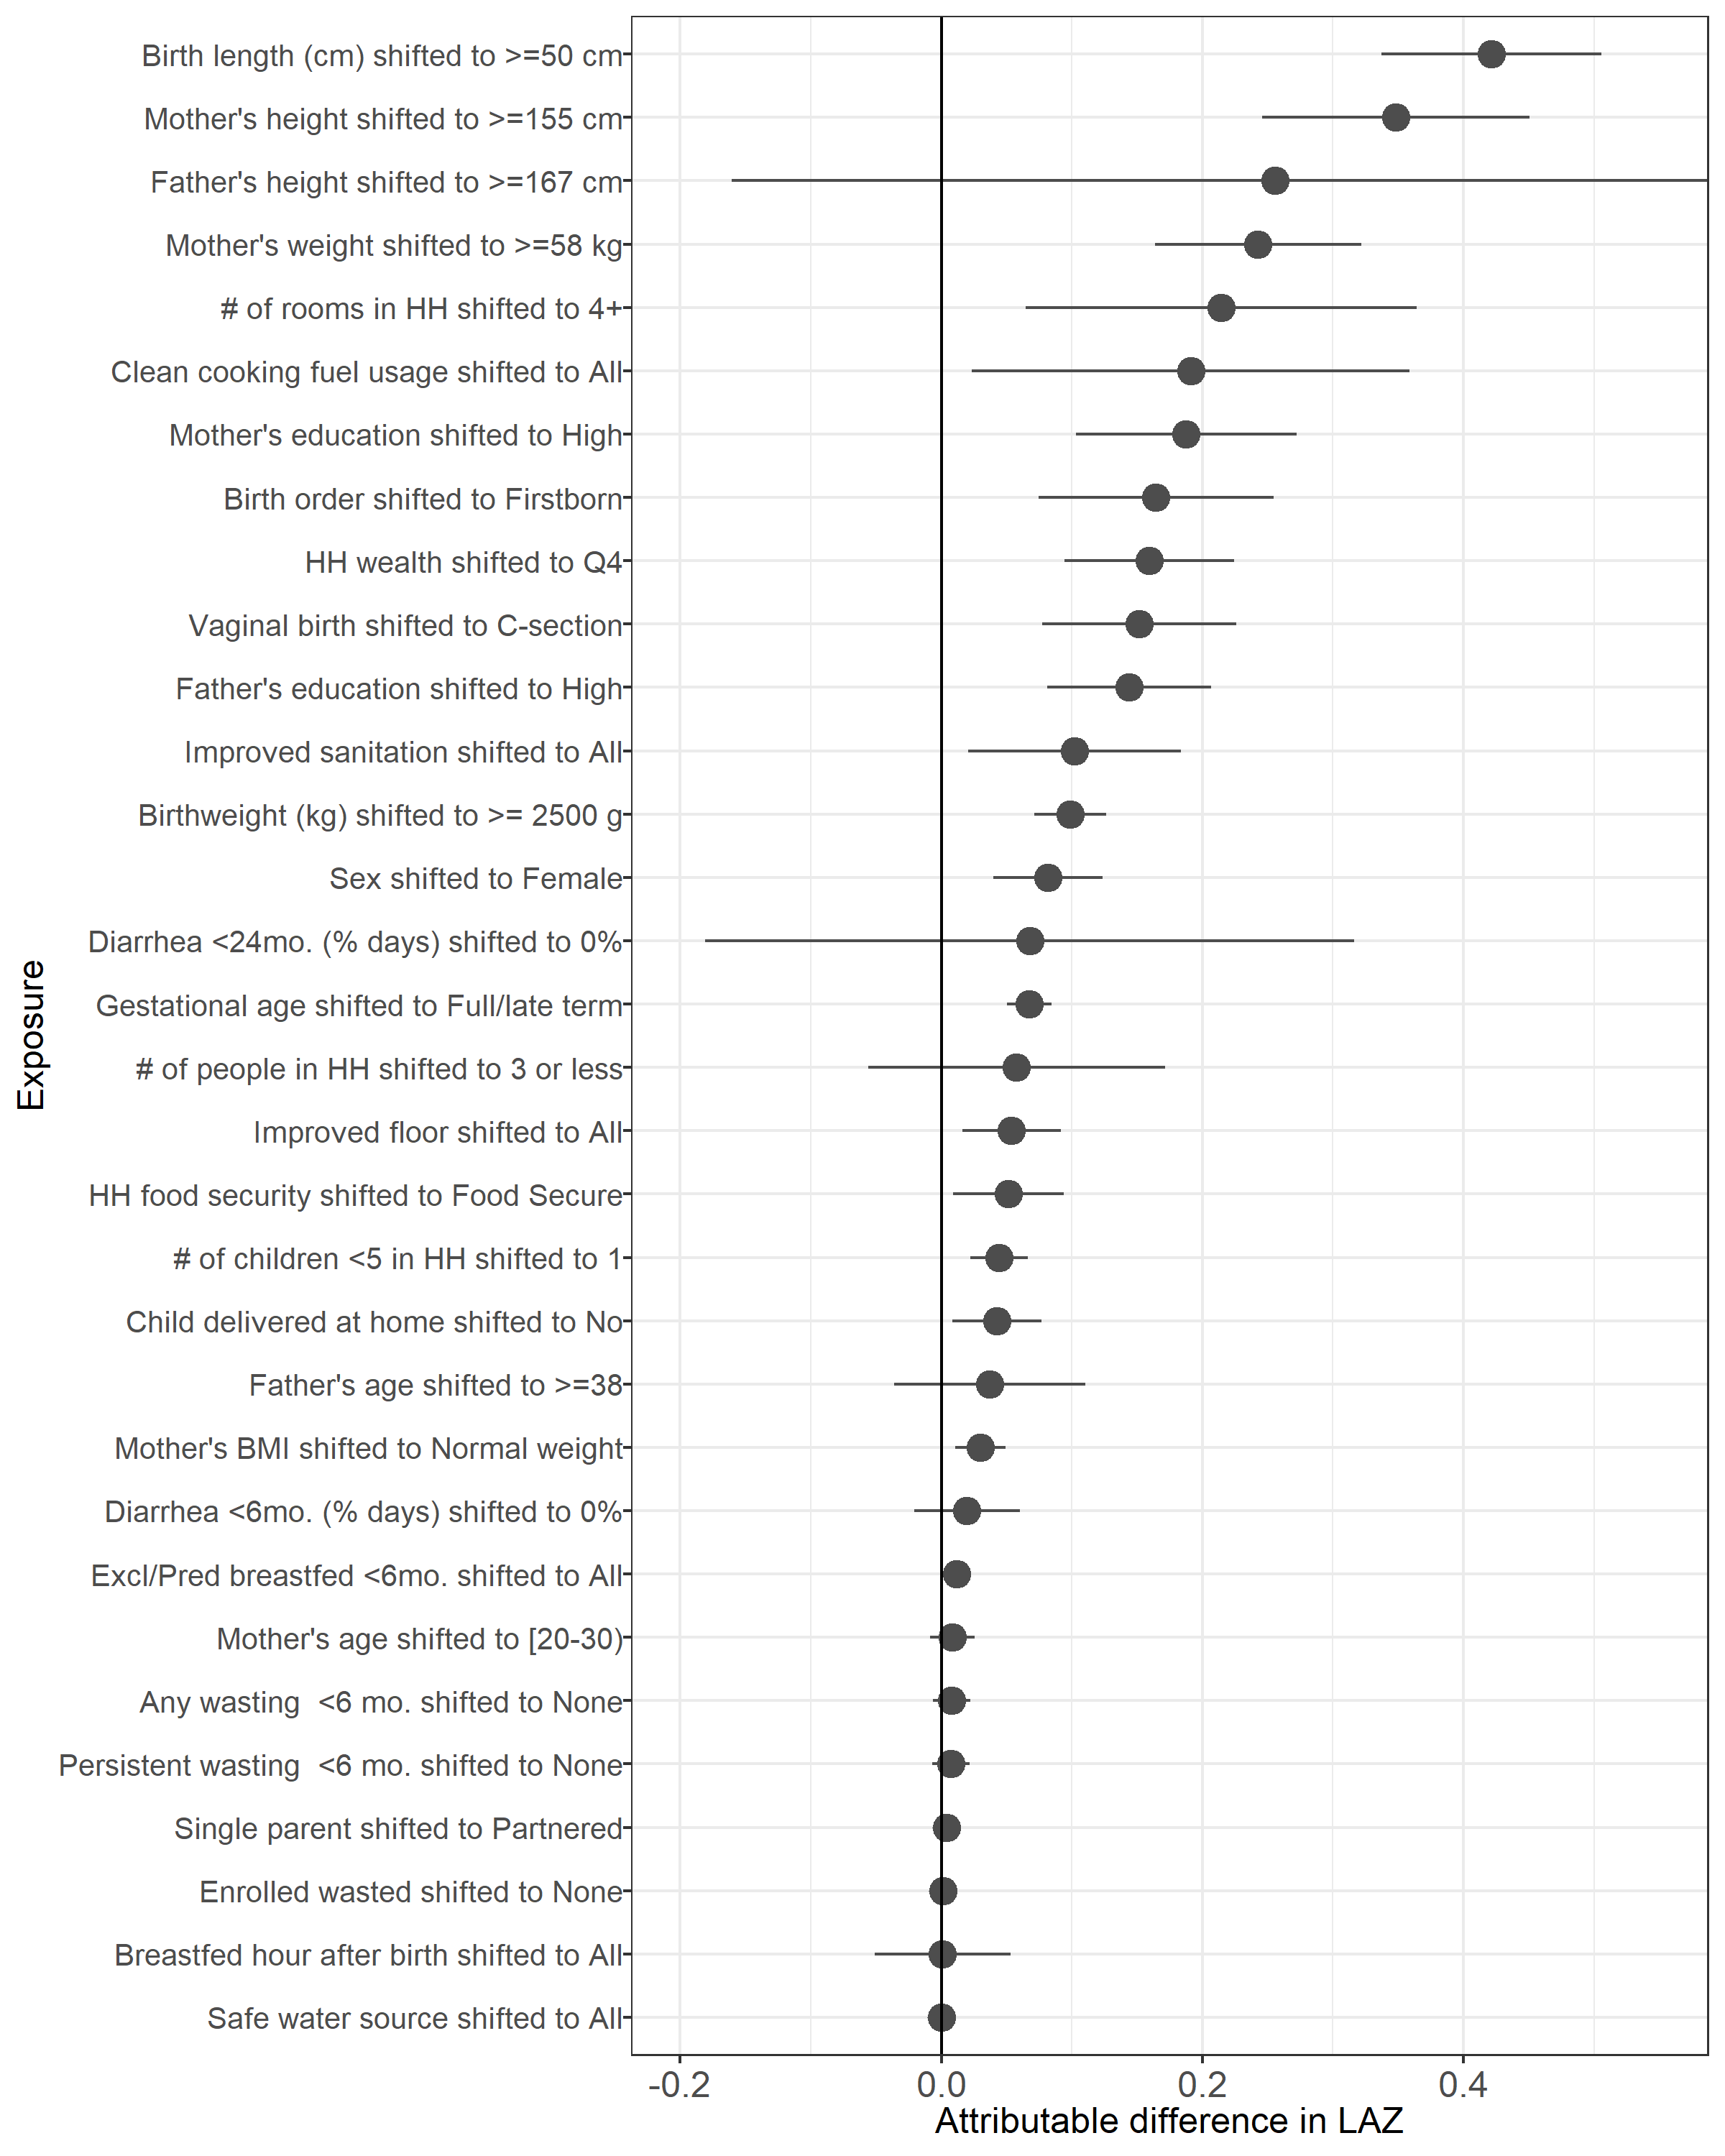 Birth length (cm) shifted to >=50 cm
Mother's height shifted to >=155 cm
Father's height shifted to >=167 cm
Mother's weight shifted to >=58 kg
# of rooms in HH shifted to 4+
Clean cooking fuel usage shifted to All
Mother's education shifted to High
Birth order shifted to Firstborn
HH wealth shifted to Q4
Vaginal birth shifted to C-section
Father's education shifted to High
Improved sanitation shifted to All
Birthweight (kg) shifted to >= 2500 g
Sex shifted to Female
Diarrhea <24mo. (% days) shifted to 0%
Gestational age shifted to Full/late term
# of people in HH shifted to 3 or less
Improved floor shifted to All
HH food security shifted to Food Secure
# of children <5 in HH shifted to 1
Child delivered at home shifted to No
Father's age shifted to >=38
Mother's BMI shifted to Normal weight
Diarrhea <6mo. (% days) shifted to 0%
Excl/Pred breastfed <6mo. shifted to All
Mother's age shifted to [20-30)
Any wasting  <6 mo. shifted to None
Persistent wasting  <6 mo. shifted to None
Single parent shifted to Partnered
Enrolled wasted shifted to None
Breastfed hour after birth shifted to All
Safe water source shifted to All
Exposure
-0.2 0.0 0.2 0.4
Attributable difference in LAZ